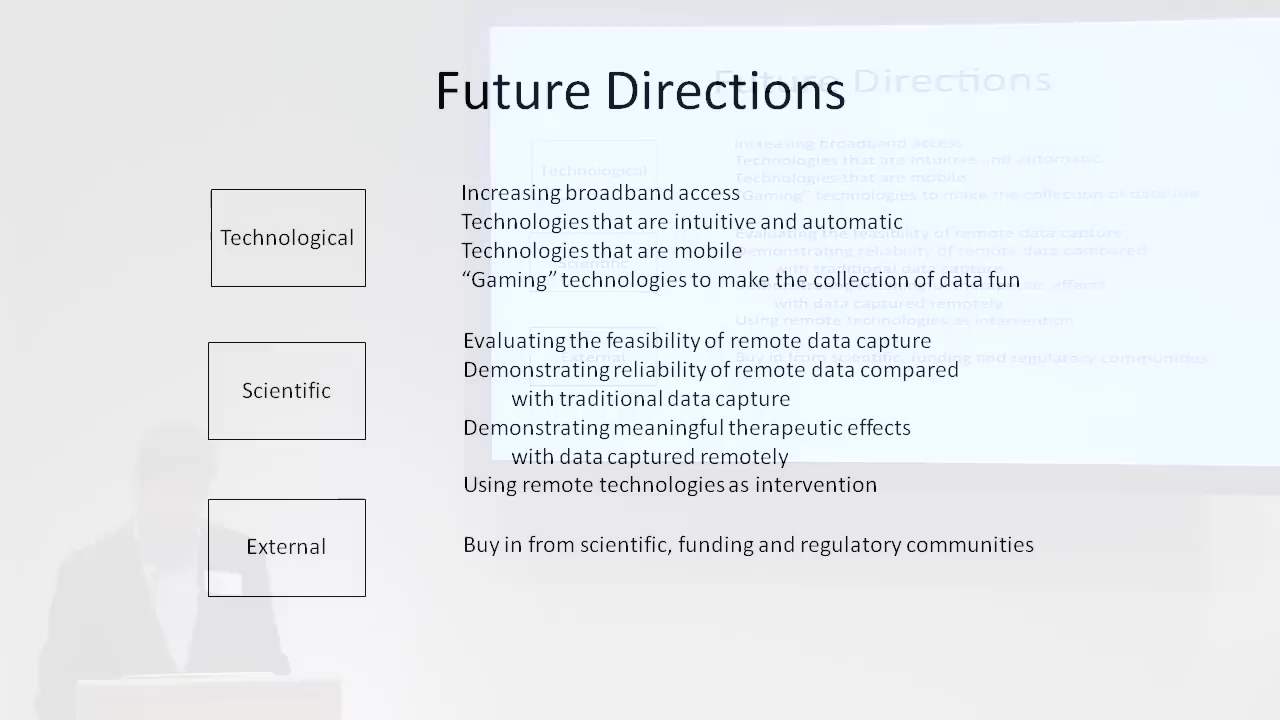 Future Directions
Technological
Increasing broadband access
Technologies that are intuitive and automatic
Technologies that are mobile
“Gaming” technologies to make the collection of data fun
Scientific
Evaluating the feasibility of remote data capture
Demonstrating reliability of remote data compared
with traditional data capture
Demonstrating meaningful therapeutic effects
with data captured remotely
Using remote technologies as intervention
External
Buy in from scientific, funding and regulatory communities